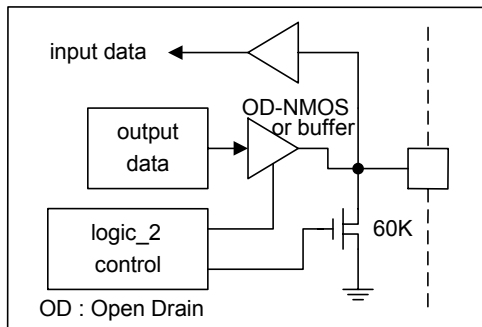 input data
OD-NMOS
or buffer
output
data
logic_2
control
60K
OD : Open Drain